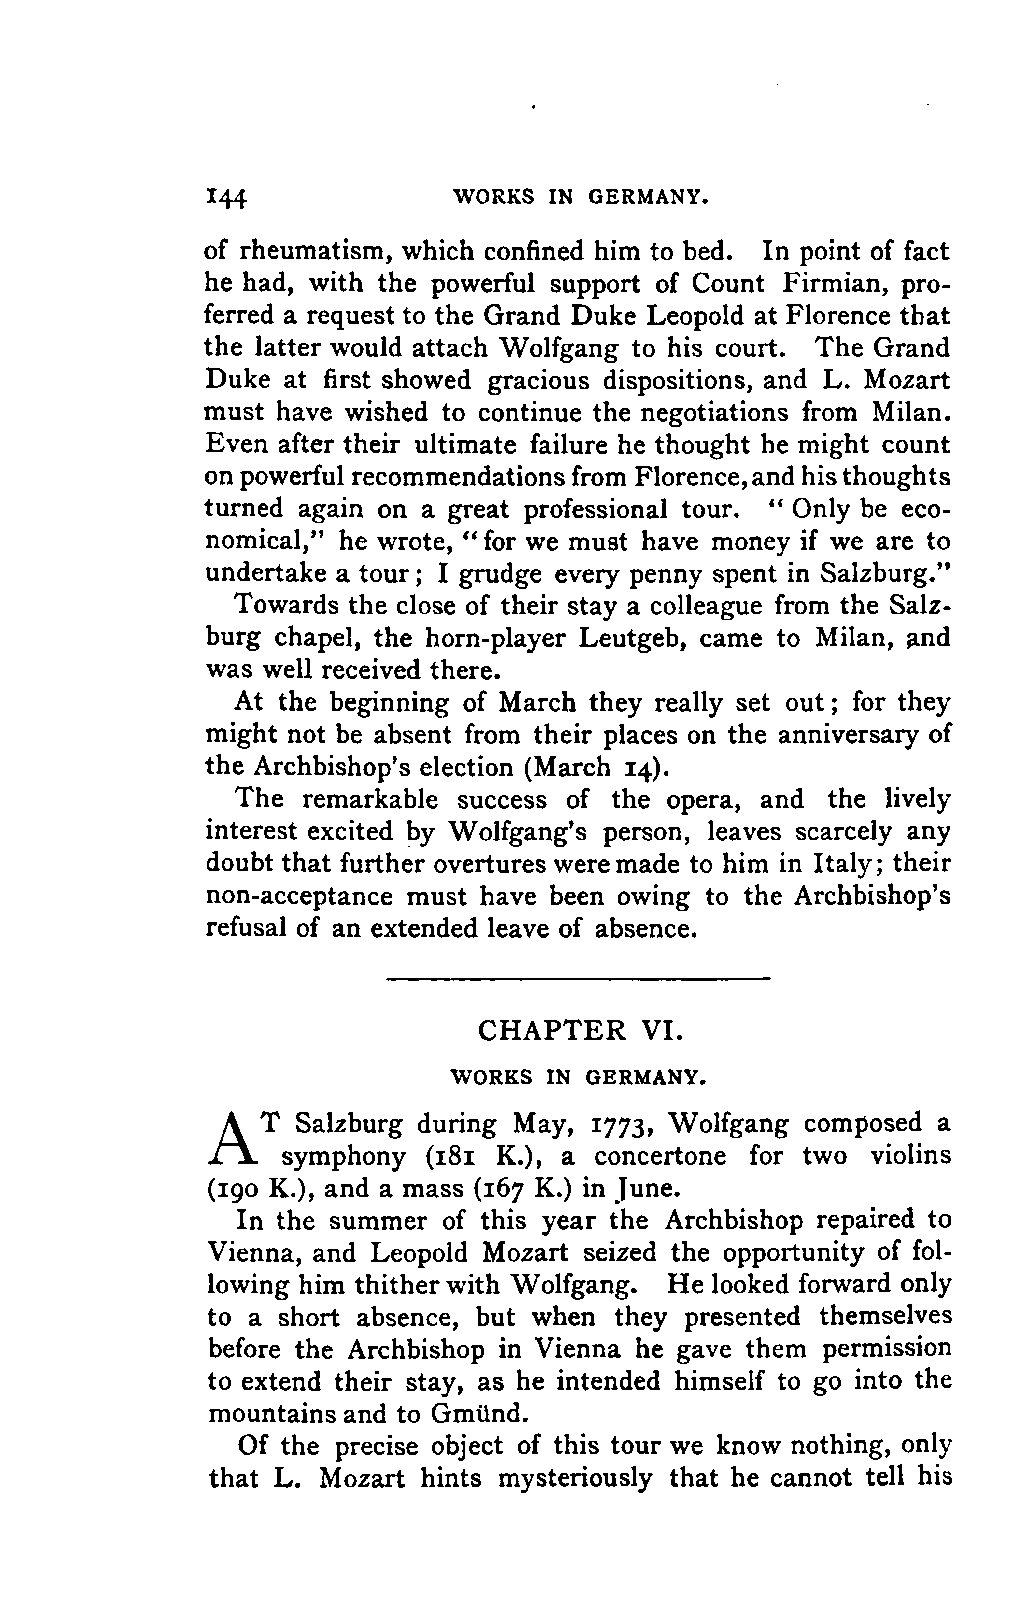 144 WORKS IN GERMANY.
of rheumatism, which confined him to bed. In point of fact
he had, with the powerful support of Count Firmian, pro-
ferred a request to the Grand Duke Leopold at Florence that
the latter would attach Wolfgang to his court. The Grand
Duke at first showed gracious dispositions, and L. Mozart
must have wished to continue the negotiations from Milan.
Even after their ultimate failure he thought he might count
on powerful recommendations from Florence, and his thoughts
turned again on a great professional tour. "Only be eco-
nomical," he wrote, "for we must have money if we are to
undertake a tour; I grudge every penny spent in Salzburg."
Towards the close of their stay a colleague from the Salz-
burg chapel, the horn-player Leutgeb, came to Milan, and
was well received there.
At the beginning of March they really set out; for they
might not be absent from their places on the anniversary of
the Archbishop's election (March 14).
The remarkable success of the opera, and the lively
interest excited by Wolfgang's person, leaves scarcely any
doubt that further overtures were made to him in Italy; their
non-acceptance must have been owing to the Archbishop's
refusal of an extended leave of absence.
CHAPTER VI.
WORKS IN GERMANY.
AT Salzburg during May, 1773, Wolfgang composed a
symphony (181 K.), a concertone for two violins
(190 K.), and a mass (167 K.) in June.
In the summer of this year the Archbishop repaired to
Vienna, and Leopold Mozart seized the opportunity of fol-
lowing him thither with Wolfgang. He looked forward only
to a short absence, but when they presented themselves
before the Archbishop in Vienna he gave them permission
to extend their stay, as he intended himself to go into the
mountains and to Gmünd.
Of the precise object of this tour we know nothing, only
that L. Mozart hints mysteriously that he cannot tell his